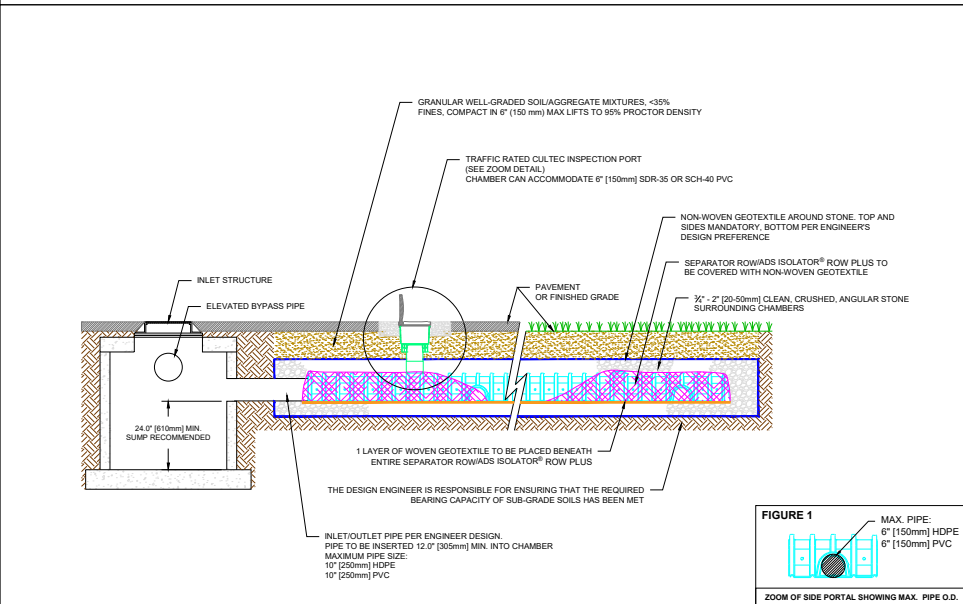 GRANULAR WELL-GRADED SOIL/AGGREGATE MIXTURES, <35%
FINES, COMPACT IN 6" (150 mm) MAX LIFTS TO 95% PROCTOR DENSITY
TRAFFIC RATED CULTEC INSPECTION PORT
(SEE ZOOM DETAIL)
CHAMBER CAN ACCOMMODATE 6" [150mm] SDR-35 OR SCH-40 PVC
NON-WOVEN GEOTEXTILE AROUND STONE. TOP AND
SIDES MANDATORY, BOTTOM PER ENGINEER'S
DESIGN PREFERENCE
SEPARATOR ROW/ADS ISOLATOR® ROW PLUS TO
BE COVERED WITH NON-WOVEN GEOTEXTILE
INLET STRUCTURE
PAVEMENT
OR FINISHED GRADE
¾" - 2" [20-50mm] CLEAN, CRUSHED, ANGULAR STONE
SURROUNDING CHAMBERS
ELEVATED BYPASS PIPE
24.0" [610mm] MIN.
SUMP RECOMMENDED
1 LAYER OF WOVEN GEOTEXTILE TO BE PLACED BENEATH
ENTIRE SEPARATOR ROW/ADS ISOLATOR® ROW PLUS
THE DESIGN ENGINEER IS RESPONSIBLE FOR ENSURING THAT THE REQUIRED
BEARING CAPACITY OF SUB-GRADE SOILS HAS BEEN MET
INLET/OUTLET PIPE PER ENGINEER DESIGN.
PIPE TO BE INSERTED 12.0" [305mm] MIN. INTO CHAMBER
MAXIMUM PIPE SIZE:
10" [250mm] HDPE
10" [250mm] PVC
FIGURE 1
MAX. PIPE:
6" [150mm] HDPE
6" [150mm] PVC
ZOOM OF SIDE PORTAL SHOWING MAX. PIPE O.D.